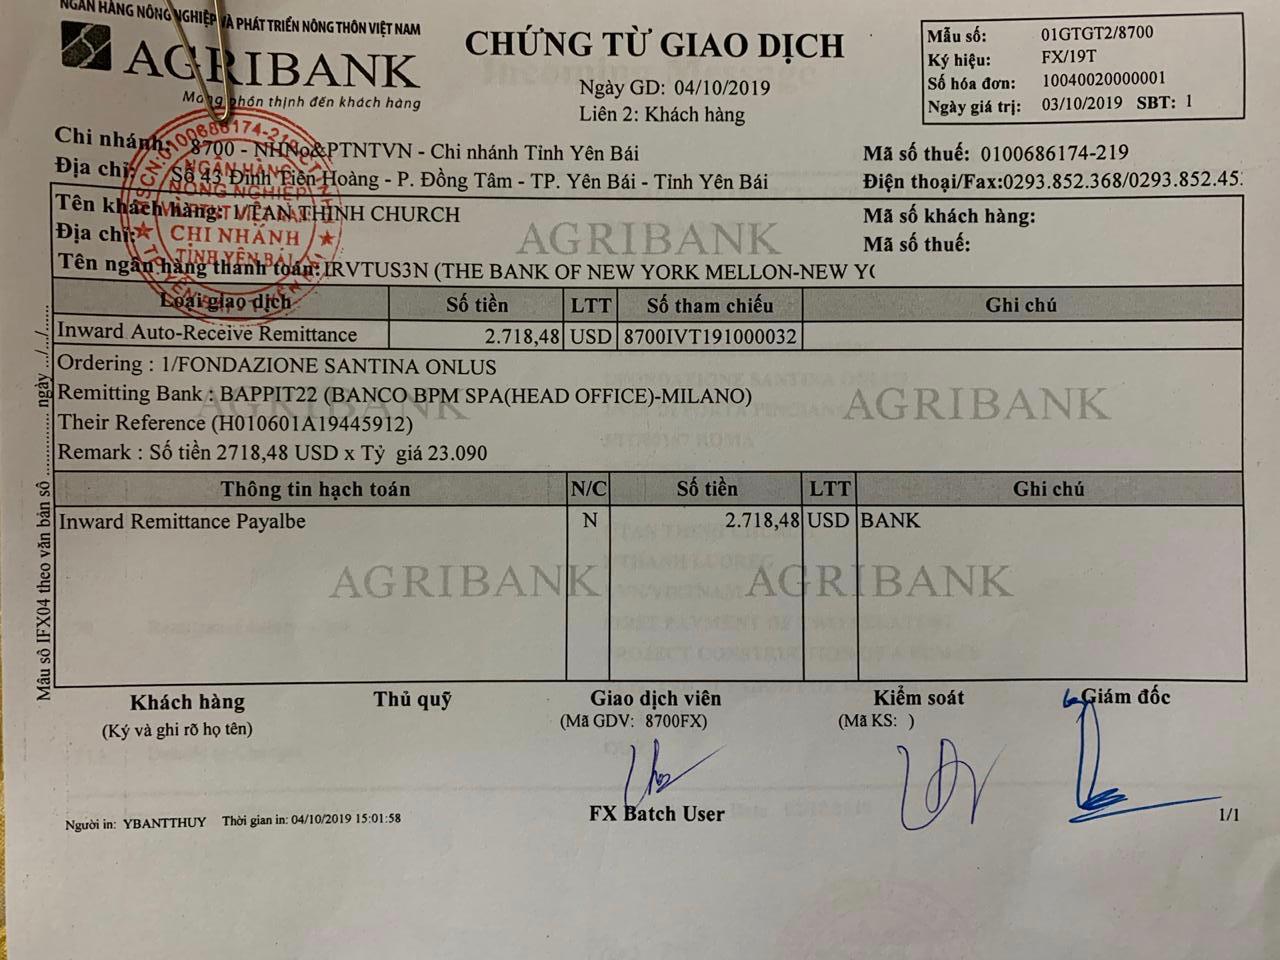 NGÂN HÀNG NÔNG NGHIỆP VÀ PHÁT TRIỂN NÔNG THÔN VIỆT NAM
AGRIBANK
Mang phồn thịnh đến khách hàng
CHỨNG TỪ GIAO DỊCH
Ngày GD: 04/10/2019
Liên 2: Khách hàng
Mẫu số: 01GTGT2/8700
Ký hiệu: FX/19T
Số hóa đơn: 10040020000001
Ngày giá trị: 03/10/2019 SBT: 1
Chi nhánh: 8700 - NHNo&PTNTVN - Chi nhánh Tỉnh Yên Bái
Mã số thuế: 0100686174-219
Địa chỉ: Số 43 Đinh Tiên Hoàng - P. Đồng Tâm - TP. Yên Bái - Tỉnh Yên Bái
Điện thoại/Fax:0293.852.368/0293.852.45
Tên khách hàng: 1/TAN THINH CHURCH
Mã số khách hàng:
Địa chỉ:
Mã số thuế:
Tên ngân hàng thanh toán: IRVTUS3N (THE BANK OF NEW YORK MELLON-NEW YO
CHI NHÁNH
TỈNH YÊN BÁI
Loại giao dịch Số tiền LTT Số tham chiếu Ghi chú
Inward Auto-Receive Remittance 2.718,48 USD 8700IVT191000032
Ordering : 1/FONDAZIONE SANTINA ONLUS
Remitting Bank : BAPPIT22 (BANCO BPM SPA(HEAD OFFICE)-MILANO)
Their Reference (H010601A19445912)
Remark : Số tiền 2718,48 USD x Tỷ giá 23.090
Thông tin hạch toán N/C Số tiền LTT Ghi chú
Inward Remittance Payalbe N 2.718,48 USD BANK
AGRIBANK
AGRIBANK AGRIBANK
AGRIBANK AGRIBANK
Mẫu số IFX04 theo văn bản số ............ ngày .../.../......
Khách hàng Thủ quỹ Giao dịch viên Kiểm soát Giám đốc
(Ký và ghi rõ họ tên) (Mã GDV: 8700FX) (Mã KS: )
FX Batch User
Người in: YBANTTHUY Thời gian in: 04/10/2019 15:01:58
1/1